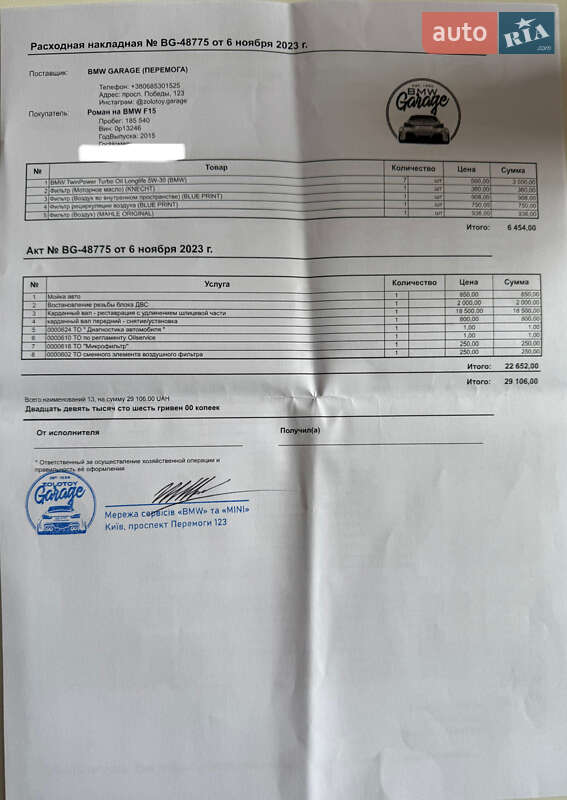 auto RIA .com
Расходная накладная № BG-48775 от 6 ноября 2023 г.
Поставщик: BMW GARAGE (ПЕРЕМОГА)
Телефон: +380685301525
Адрес: просп. Победы, 123
Инстаграм: @zolotoy.garage
Покупатель: Роман на BMW F15
Пробег: 185 540
Вин: 0p13246
ГодВыпуска: 2015
BMW Garage
№ Товар Количество Цена Сумма
1 BMW TwinPower Turbo Oil Longlife 5W-30 (BMW) 7 шт 500,00 3 500,00
2 Фильтр (Моторное масло) (KNECHT) 1 шт 360,00 360,00
3 Фильтр (Воздух во внутренном пространстве) (BLUE PRINT) 1 шт 908,00 908,00
4 Фильтр рециркуляции воздуха (BLUE PRINT) 1 шт 750,00 750,00
5 Фильтр (Воздух) (MAHLE ORIGINAL) 1 шт 936,00 936,00
Итого: 6 454,00
Акт № BG-48775 от 6 ноября 2023 г.
№ Услуга Количество Цена Сумма
1 Мойка авто 1 850,00 850,00
2 Востановление резьбы блока ДВС 1 2 000,00 2 000,00
3 Карданный вал - реставрация с удлинением шлицевой части 1 18 500,00 18 500,00
4 карданный вал передний - снятие/установка 1 800,00 800,00
5 0000624 ТО " Диагностика автомобиля " 1 1,00 1,00
6 0000610 ТО по регламенту Oilservice 1 1,00 1,00
7 0000616 ТО "Микрофильтр" 1 250,00 250,00
8 0000602 ТО сменного элемента воздушного фильтра 1 250,00 250,00
Итого: 22 652,00
Итого: 29 106,00
Всего наименований 13, на сумму 29 106.00 UAH
Двадцать девять тысяч сто шесть гривен 00 копеек
От исполнителя Получил(а)
* Ответственный за осуществление хозяйственной операции и
правильность её оформления
ZOLOTOY Garage
Мережа сервісів «BMW» та «MINI»
Київ, проспект Перемоги 123